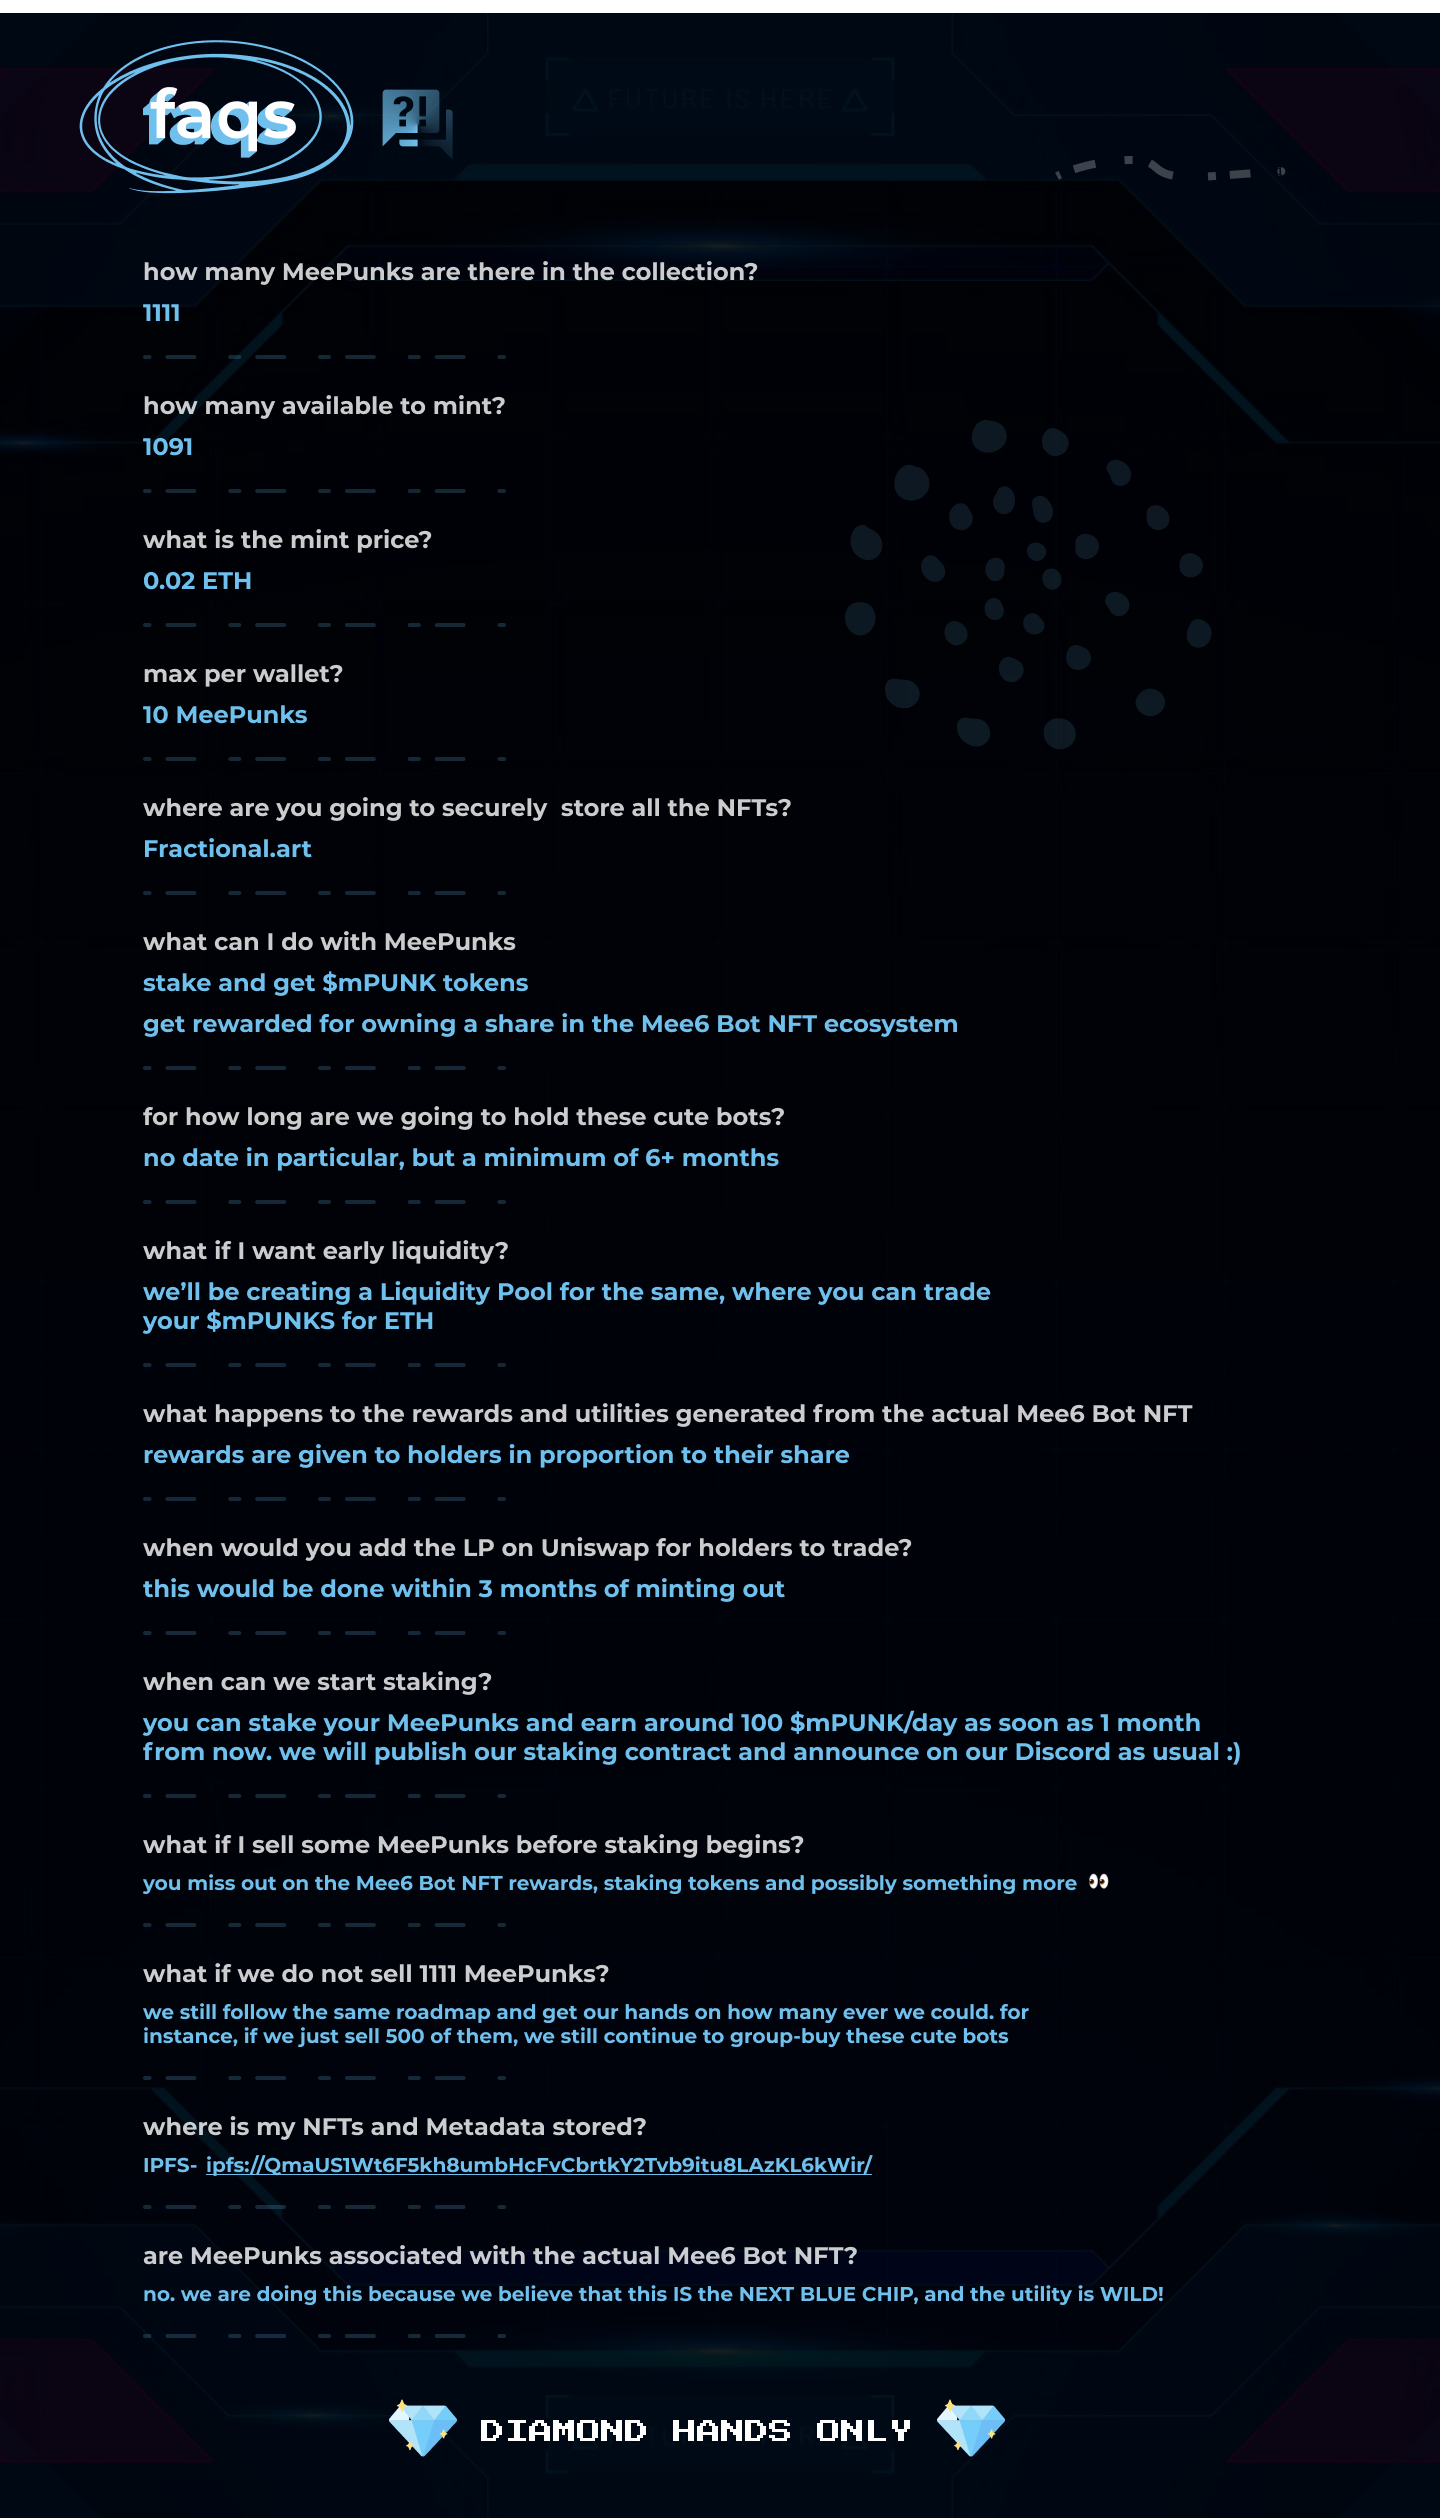 faqs
?!
△ FUTURE IS HERE △
how many MeePunks are there in the collection?
1111
how many available to mint?
1091
what is the mint price?
0.02 ETH
max per wallet?
10 MeePunks
where are you going to securely  store all the NFTs?
Fractional.art
what can I do with MeePunks
stake and get $mPUNK tokens
get rewarded for owning a share in the Mee6 Bot NFT ecosystem
for how long are we going to hold these cute bots?
no date in particular, but a minimum of 6+ months
what if I want early liquidity?
we’ll be creating a Liquidity Pool for the same, where you can trade
your $mPUNKS for ETH
what happens to the rewards and utilities generated from the actual Mee6 Bot NFT
rewards are given to holders in proportion to their share
when would you add the LP on Uniswap for holders to trade?
this would be done within 3 months of minting out
when can we start staking?
you can stake your MeePunks and earn around 100 $mPUNK/day as soon as 1 month
from now. we will publish our staking contract and announce on our Discord as usual :)
what if I sell some MeePunks before staking begins?
you miss out on the Mee6 Bot NFT rewards, staking tokens and possibly something more 👀
what if we do not sell 1111 MeePunks?
we still follow the same roadmap and get our hands on how many ever we could. for
instance, if we just sell 500 of them, we still continue to group-buy these cute bots
where is my NFTs and Metadata stored?
IPFS- ipfs://QmaUS1Wt6F5kh8umbHcFvCbrtkY2Tvb9itu8LAzKL6kWir/
are MeePunks associated with the actual Mee6 Bot NFT?
no. we are doing this because we believe that this IS the NEXT BLUE CHIP, and the utility is WILD!
DIAMOND HANDS ONLY